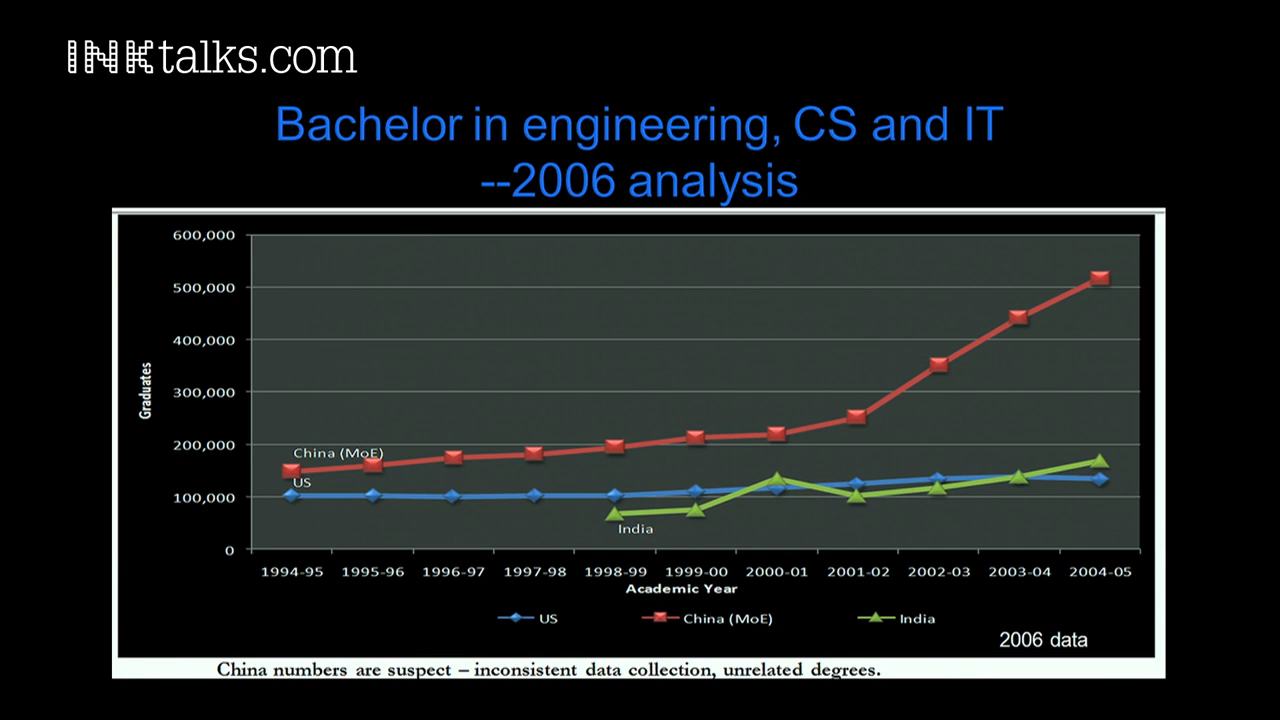 INKtalks.com
Bachelor in engineering, CS and IT
--2006 analysis
600,000
500,000
400,000
300,000
200,000
100,000
0
Graduates
China (MoE)
US
India
1994-95 1995-96 1996-97 1997-98 1998-99 1999-00 2000-01 2001-02 2002-03 2003-04 2004-05
Academic Year
US China (MoE) India
2006 data
China numbers are suspect – inconsistent data collection, unrelated degrees.